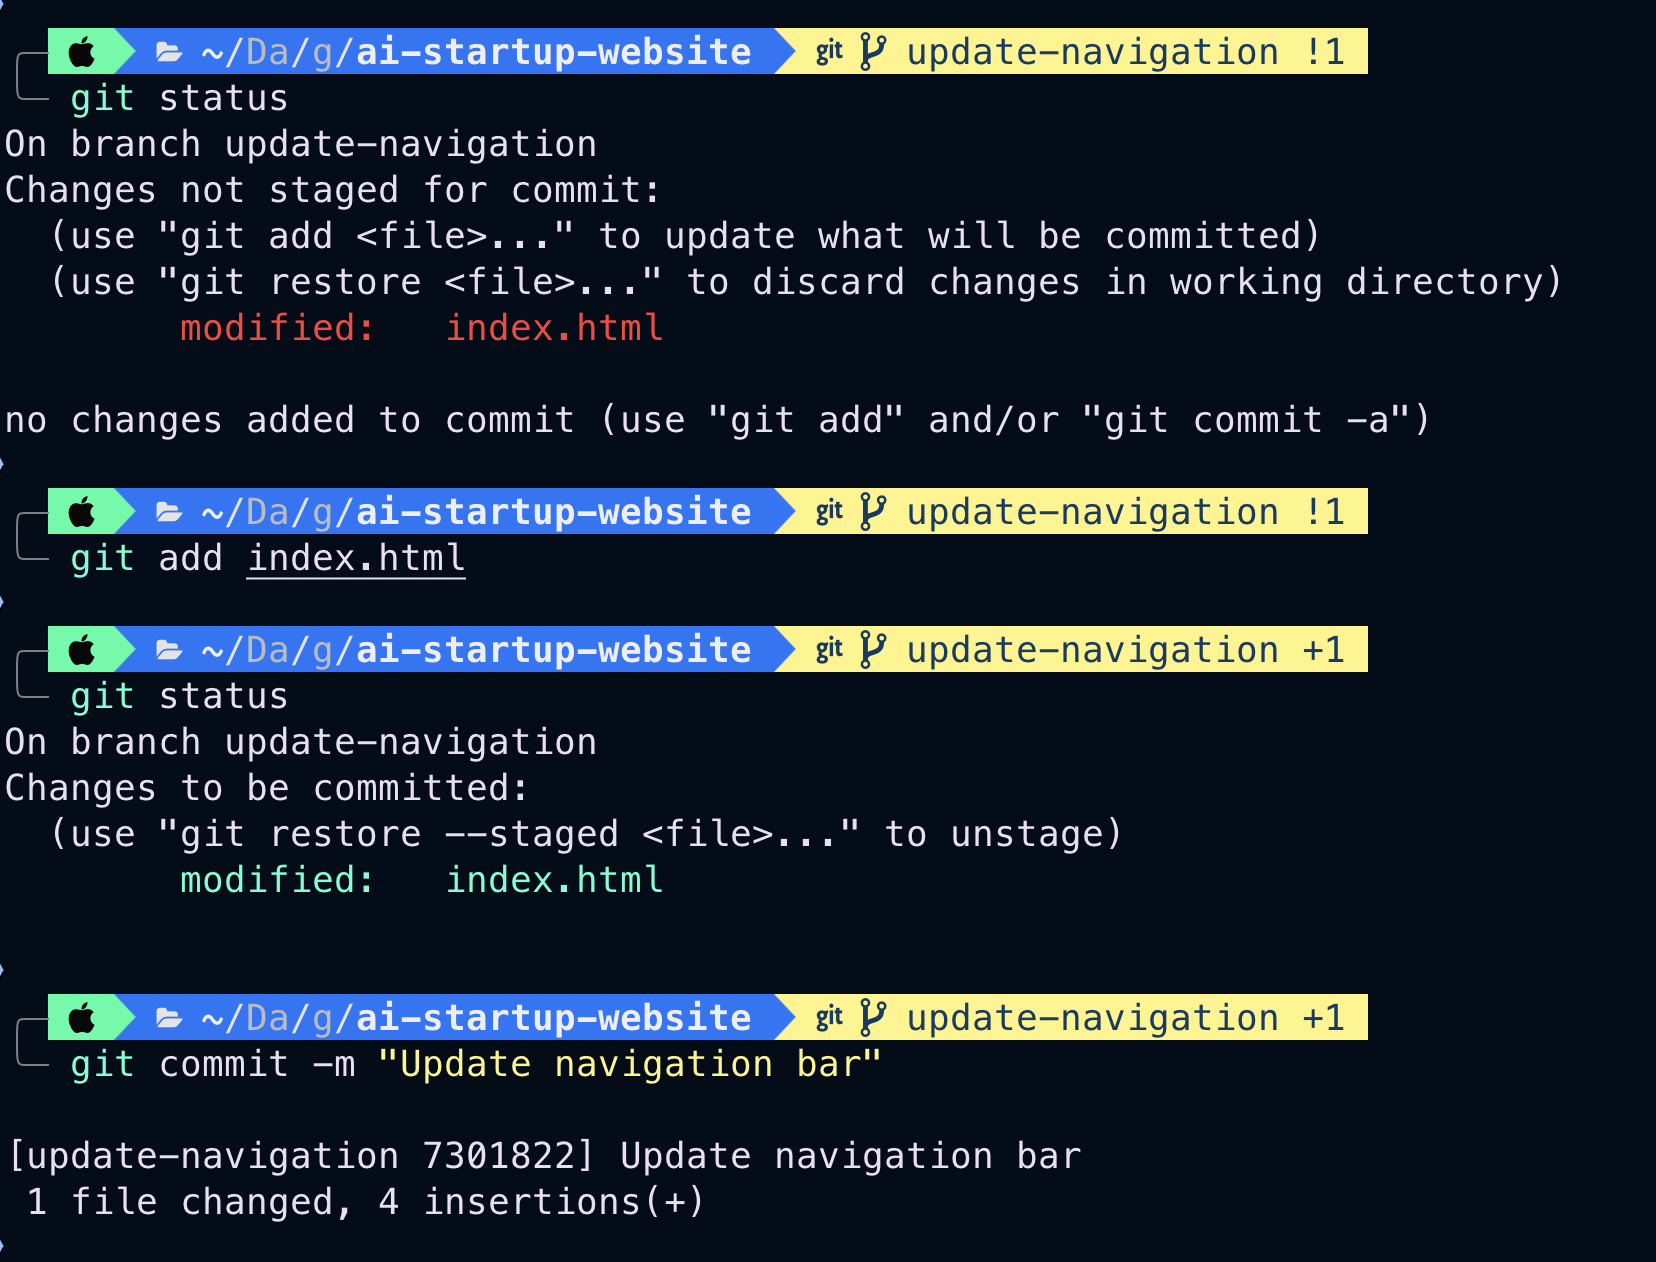 ~/Da/g/ai-startup-website git update-navigation !1
git status
On branch update-navigation
Changes not staged for commit:
  (use "git add <file>..." to update what will be committed)
  (use "git restore <file>..." to discard changes in working directory)
        modified:   index.html
no changes added to commit (use "git add" and/or "git commit -a")
~/Da/g/ai-startup-website git update-navigation !1
git add index.html
~/Da/g/ai-startup-website git update-navigation +1
git status
On branch update-navigation
Changes to be committed:
  (use "git restore --staged <file>..." to unstage)
        modified:   index.html
~/Da/g/ai-startup-website git update-navigation +1
git commit -m "Update navigation bar"
[update-navigation 7301822] Update navigation bar
 1 file changed, 4 insertions(+)